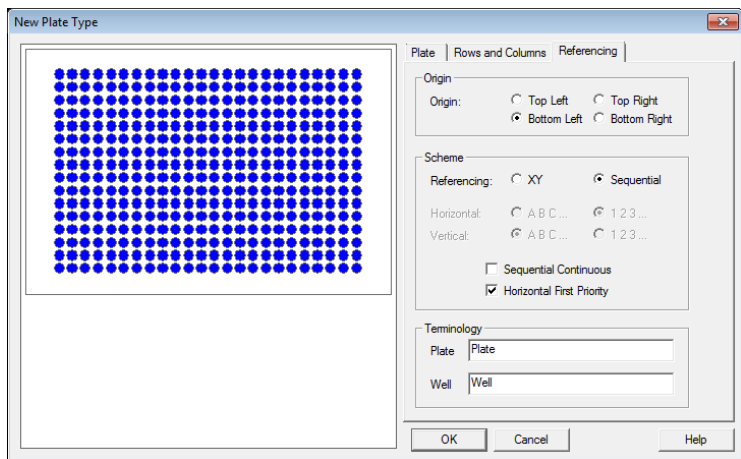 New Plate Type
Plate Rows and Columns Referencing
Origin
Origin: Top Left Top Right
Bottom Left Bottom Right
Scheme
Referencing: XY Sequential
Horizontal: A B C ... 1 2 3 ...
Vertical: A B C ... 1 2 3 ...
Sequential Continuous
Horizontal First Priority
Terminology
Plate Plate
Well Well
OK Cancel Help